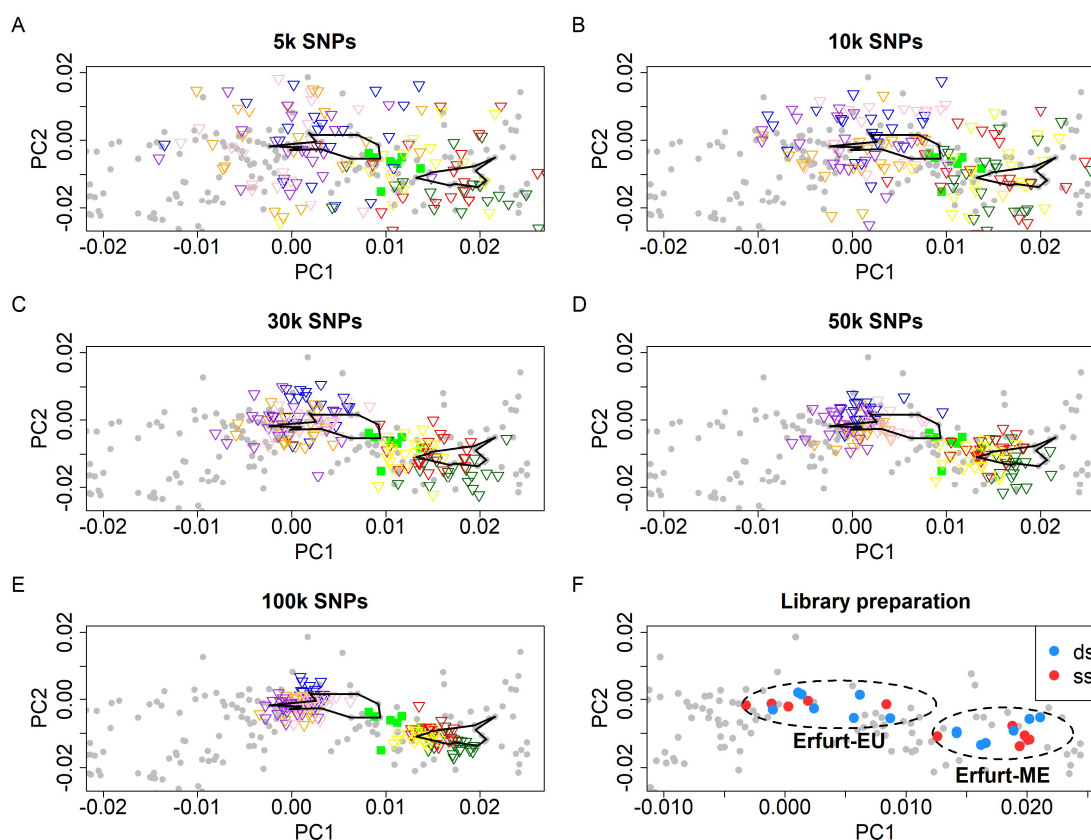 A
5k SNPs
PC2
0.02
0.00
-0.02
-0.02 -0.01 0.00 0.01 0.02
PC1
B
10k SNPs
PC2
0.02
0.00
-0.02
-0.02 -0.01 0.00 0.01 0.02
PC1
C
30k SNPs
PC2
0.02
0.00
-0.02
-0.02 -0.01 0.00 0.01 0.02
PC1
D
50k SNPs
PC2
0.02
0.00
-0.02
-0.02 -0.01 0.00 0.01 0.02
PC1
E
100k SNPs
PC2
0.02
0.00
-0.02
-0.02 -0.01 0.00 0.01 0.02
PC1
F
Library preparation
PC2
0.02
0.00
-0.02
ds
ss
Erfurt-EU
Erfurt-ME
-0.010 0.000 0.010 0.020
PC1